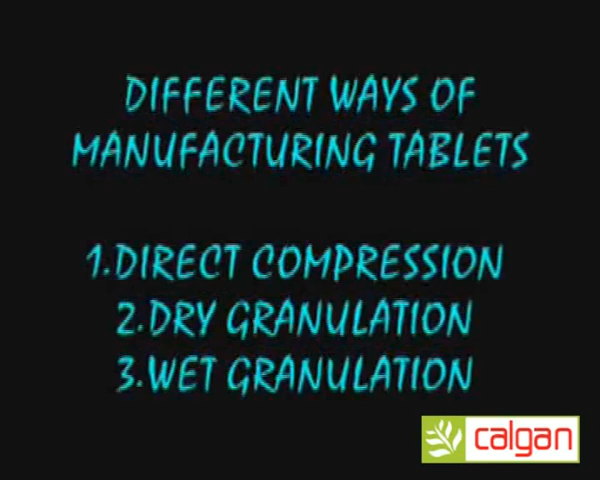 DIFFERENT WAYS OF
MANUFACTURING TABLETS
1.DIRECT COMPRESSION
2.DRY GRANULATION
3.WET GRANULATION
calgan